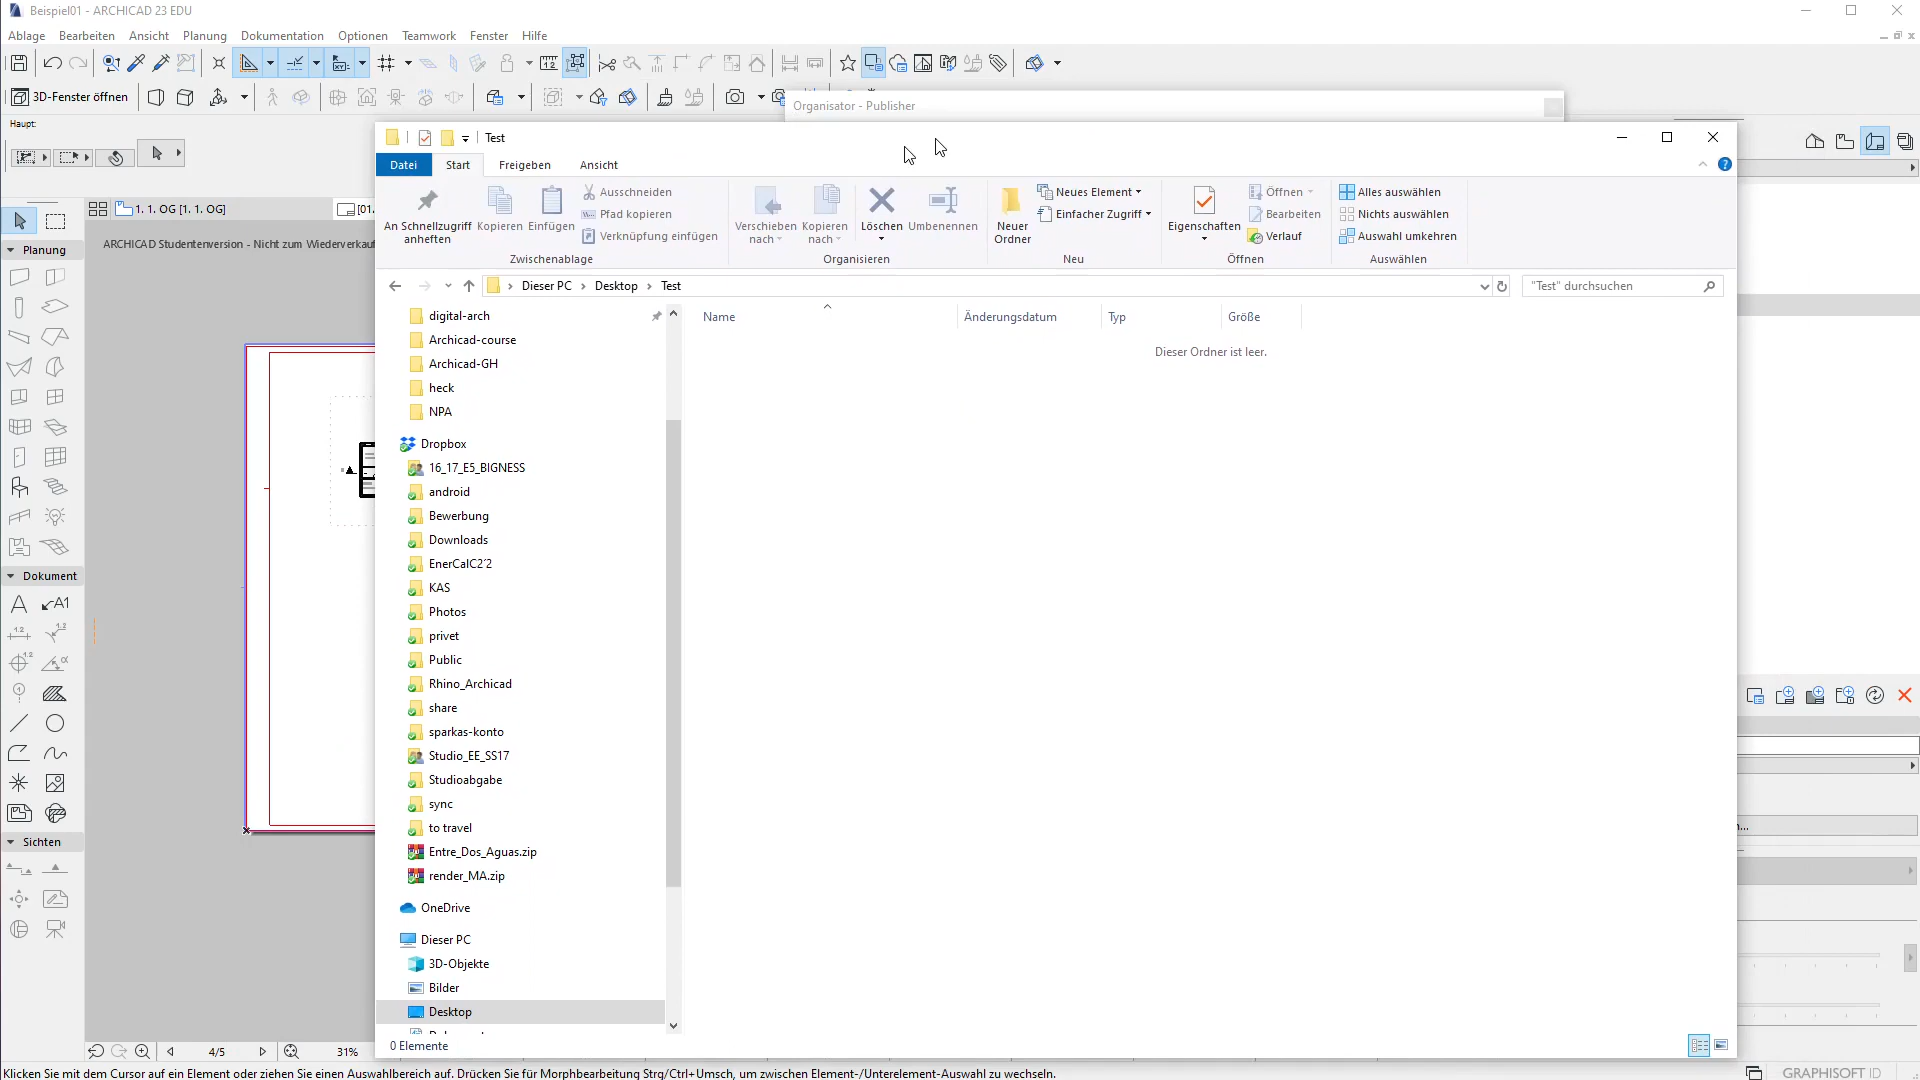 Beispiel01 - ARCHICAD 23 EDU
Ablage Bearbeiten Ansicht Planung Dokumentation Optionen Teamwork Fenster Hilfe
3D-Fenster öffnen
Organisator - Publisher
Haupt:
Test
Datei Start Freigeben Ansicht
An Schnellzugriff anheften
Kopieren
Einfügen
Ausschneiden
Pfad kopieren
Verknüpfung einfügen
Zwischenablage
Verschieben nach
Kopieren nach
Löschen
Umbenennen
Organisieren
Neuer Ordner
Neues Element
Einfacher Zugriff
Neu
Eigenschaften
Öffnen
Bearbeiten
Verlauf
Öffnen
Alles auswählen
Nichts auswählen
Auswahl umkehren
Auswählen
1. 1. OG [1. 1. OG]
[01.
ARCHICAD Studentenversion - Nicht zum Wiederverkauf
Dieser PC > Desktop > Test
"Test" durchsuchen
Name Änderungsdatum Typ Größe
Dieser Ordner ist leer.
digital-arch
Archicad-course
Archicad-GH
heck
NPA
Dropbox
16_17_E5_BIGNESS
android
Bewerbung
Downloads
EnerCalC2'2
KAS
Photos
privet
Public
Rhino_Archicad
share
sparkas-konto
Studio_EE_SS17
Studioabgabe
sync
to travel
Entre_Dos_Aguas.zip
render_MA.zip
OneDrive
Dieser PC
3D-Objekte
Bilder
Desktop
0 Elemente
Planung
Dokument
A1
Sichten
4/5
31%
Klicken Sie mit dem Cursor auf ein Element oder ziehen Sie einen Auswahlbereich auf. Drücken Sie für Morphbearbeitung Strg/Ctrl+Umsch, um zwischen Element-/Unterelement-Auswahl zu wechseln.
GRAPHISOFT ID